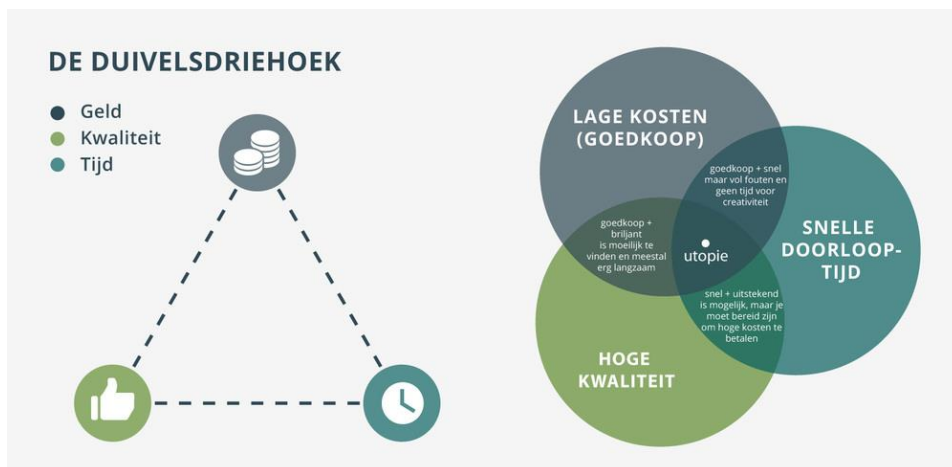 DE DUIVELSDRIEHOEK
Geld
Kwaliteit
Tijd
LAGE KOSTEN
(GOEDKOOP)
goedkoop + snel
maar vol fouten en
geen tijd voor
creativiteit
SNELLE
DOORLOOP-
TIJD
goedkoop +
briljant
is moeilijk te
vinden en meestal
erg langzaam
utopie
snel + uitstekend
is mogelijk, maar je
moet bereid zijn
om hoge kosten te
betalen
HOGE
KWALITEIT